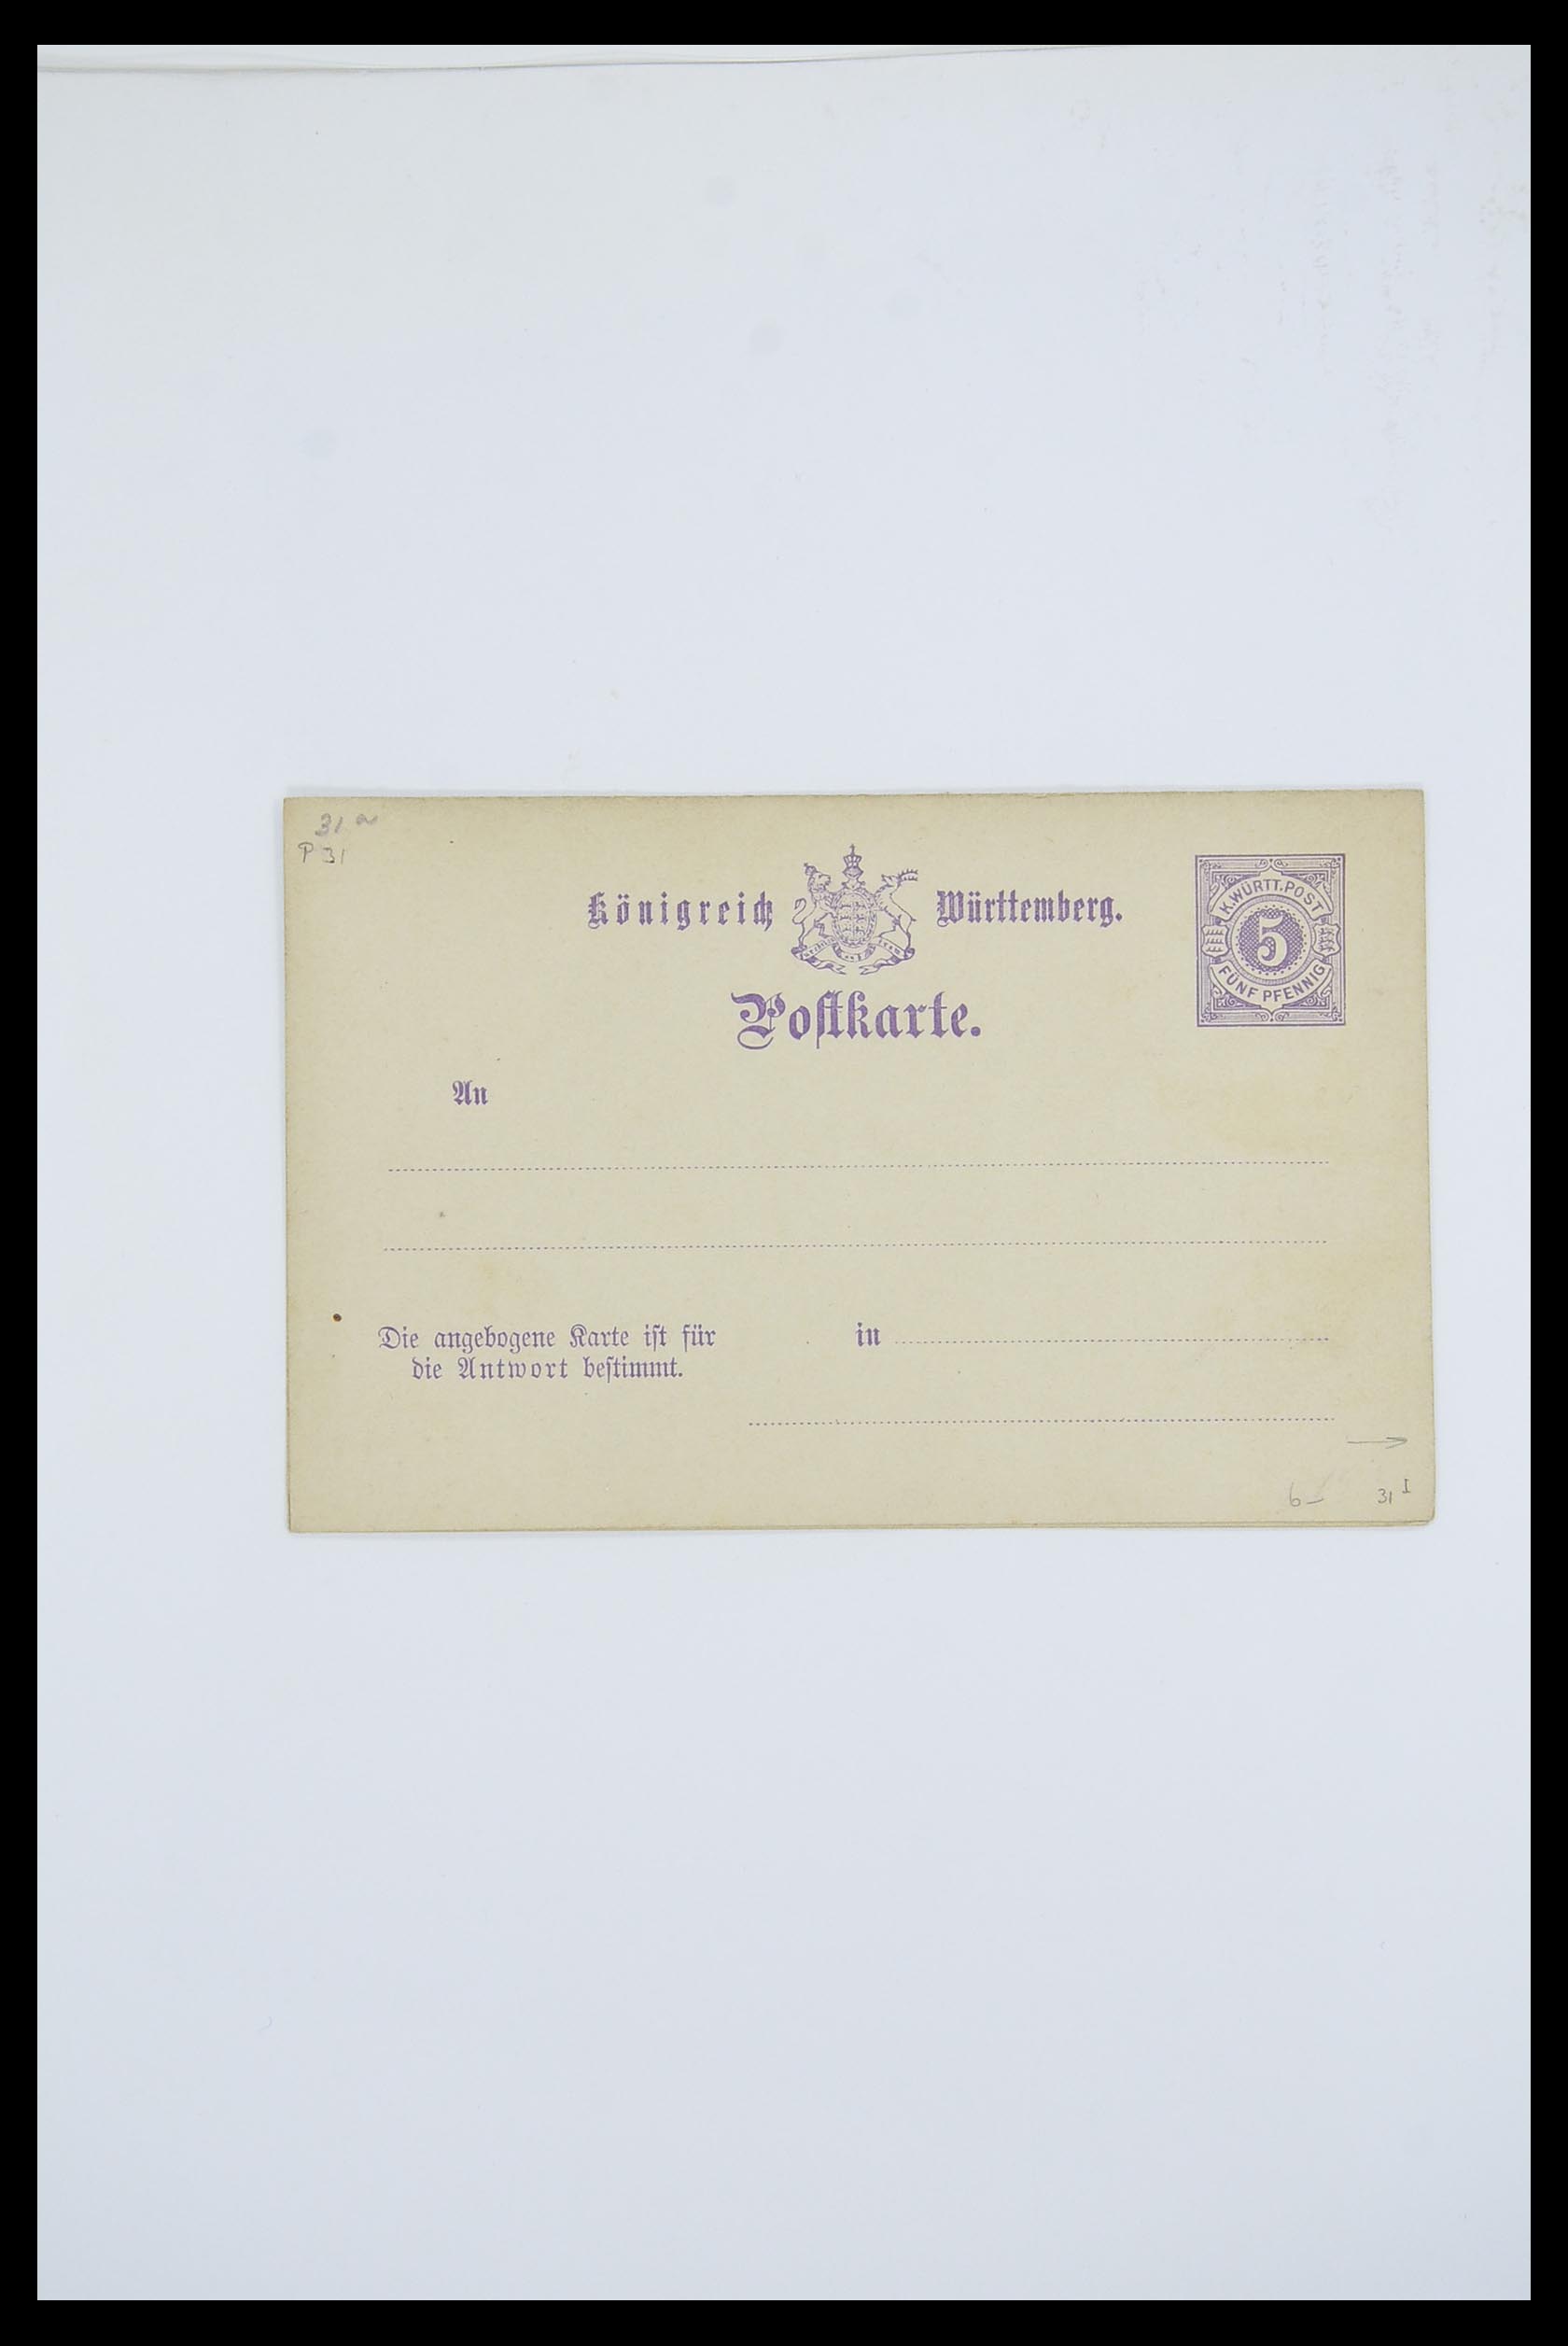 31 a
P 31
Königreich Württemberg.
K.WÜRTT.POST
5
FÜNF PFENNIG
Postkarte.
An
Die angebogene Karte ist für
die Antwort bestimmt.
in
6 – 31 I